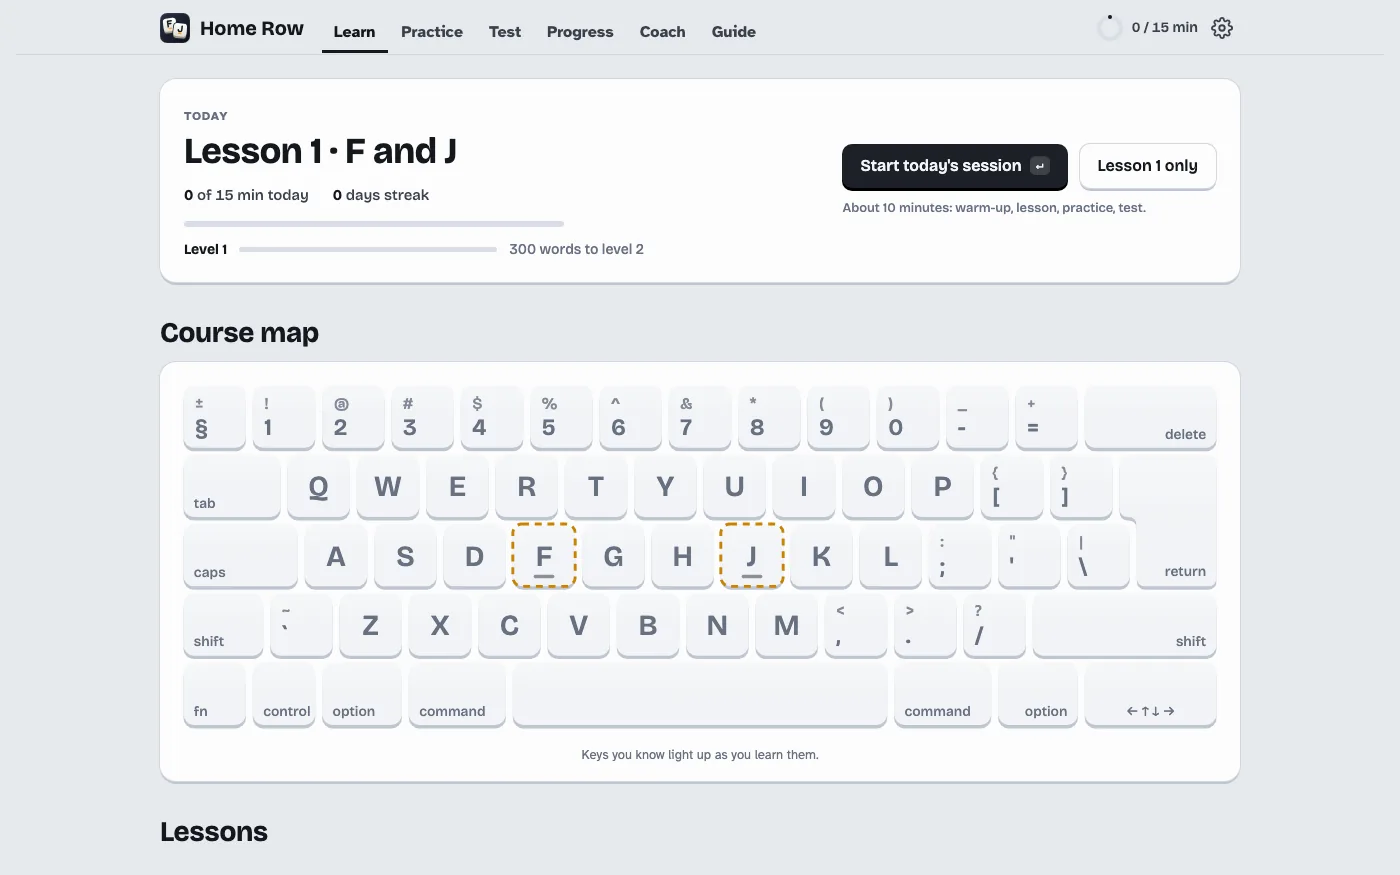 F J Home Row Learn Practice Test Progress Coach Guide 0 / 15 min
TODAY
Lesson 1 · F and J
0 of 15 min today 0 days streak
Level 1 300 words to level 2
Start today's session ↵ Lesson 1 only
About 10 minutes: warm-up, lesson, practice, test.
Course map
± ! @ # $ % ^ & * ( ) _ +
§ 1 2 3 4 5 6 7 8 9 0 - = delete
tab Q W E R T Y U I O P { [ } ]
caps A S D F G H J K L : ; " ' | \ return
shift ~ ` Z X C V B N M < , > . ? / shift
fn control option command command option ← ↑ ↓ →
Keys you know light up as you learn them.
Lessons